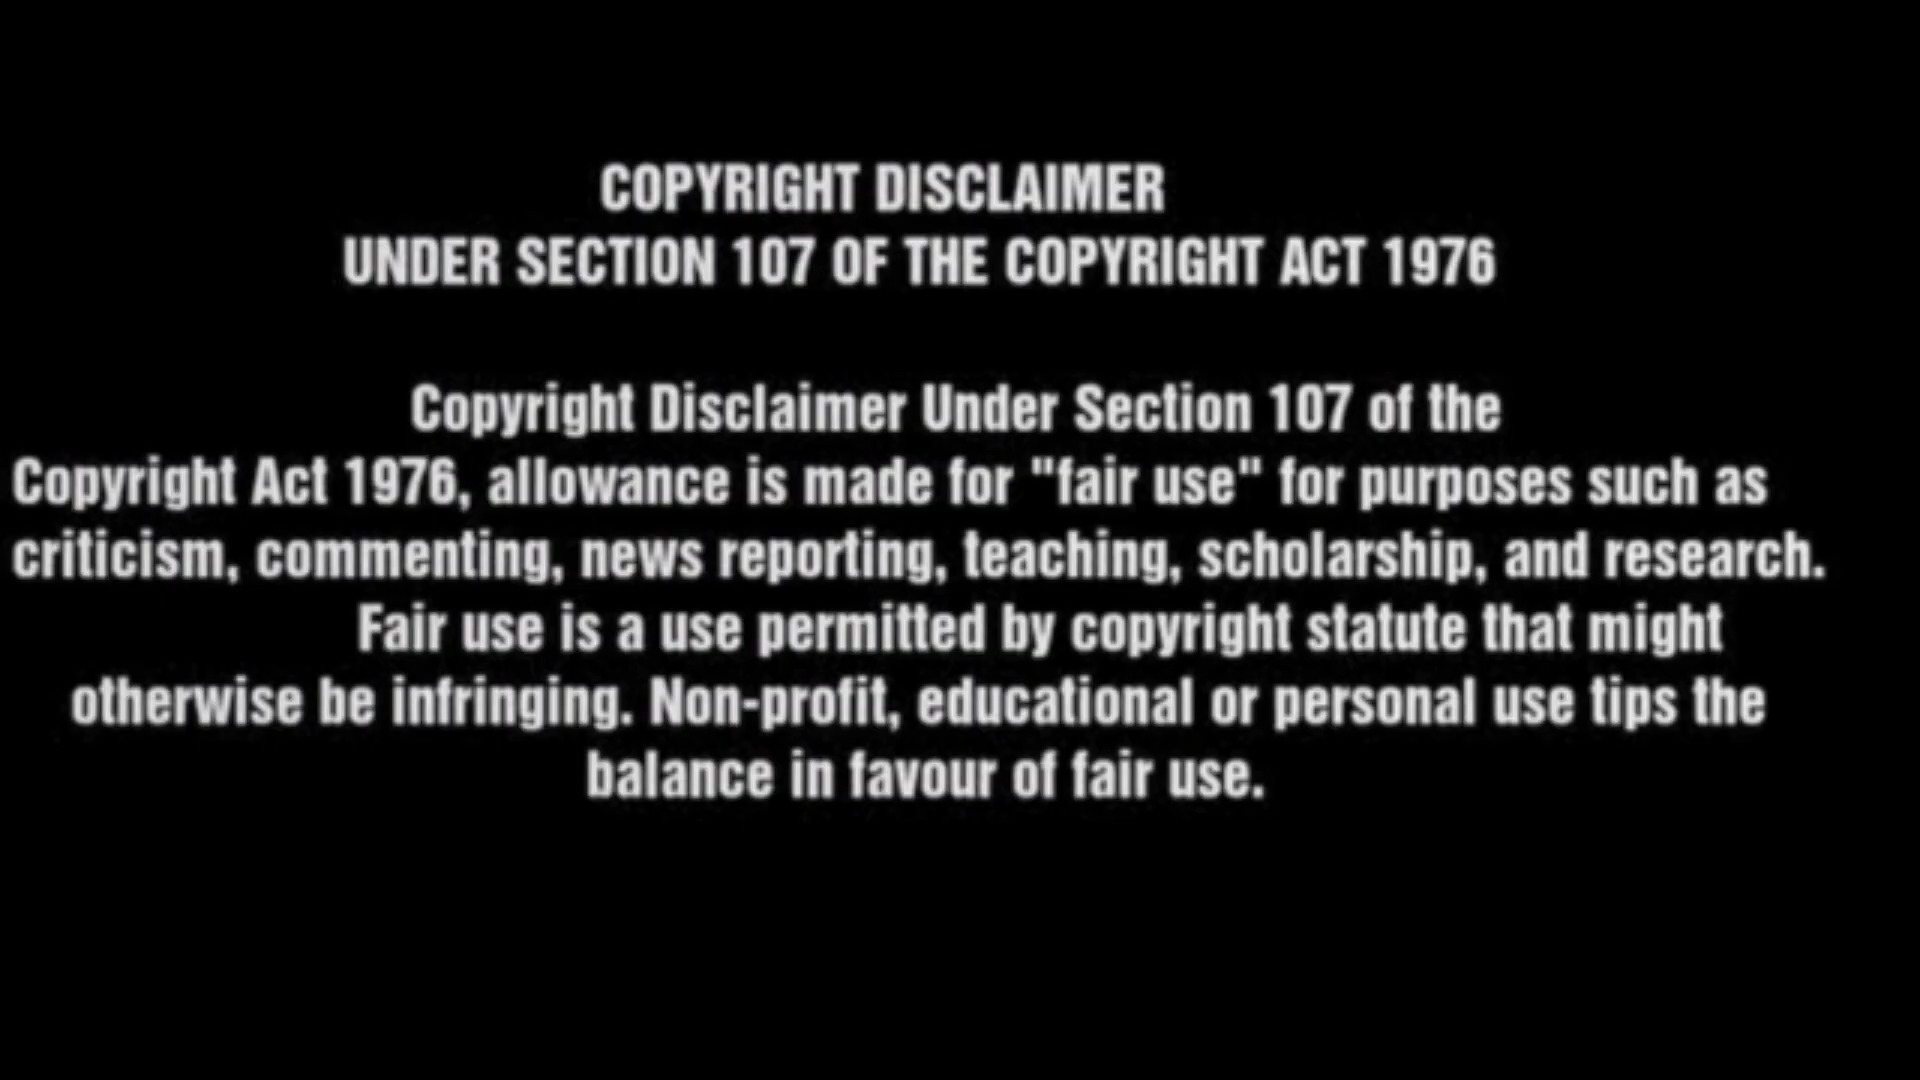 COPYRIGHT DISCLAIMER
UNDER SECTION 107 OF THE COPYRIGHT ACT 1976
Copyright Disclaimer Under Section 107 of the
Copyright Act 1976, allowance is made for "fair use" for purposes such as
criticism, commenting, news reporting, teaching, scholarship, and research.
Fair use is a use permitted by copyright statute that might
otherwise be infringing. Non-profit, educational or personal use tips the
balance in favour of fair use.